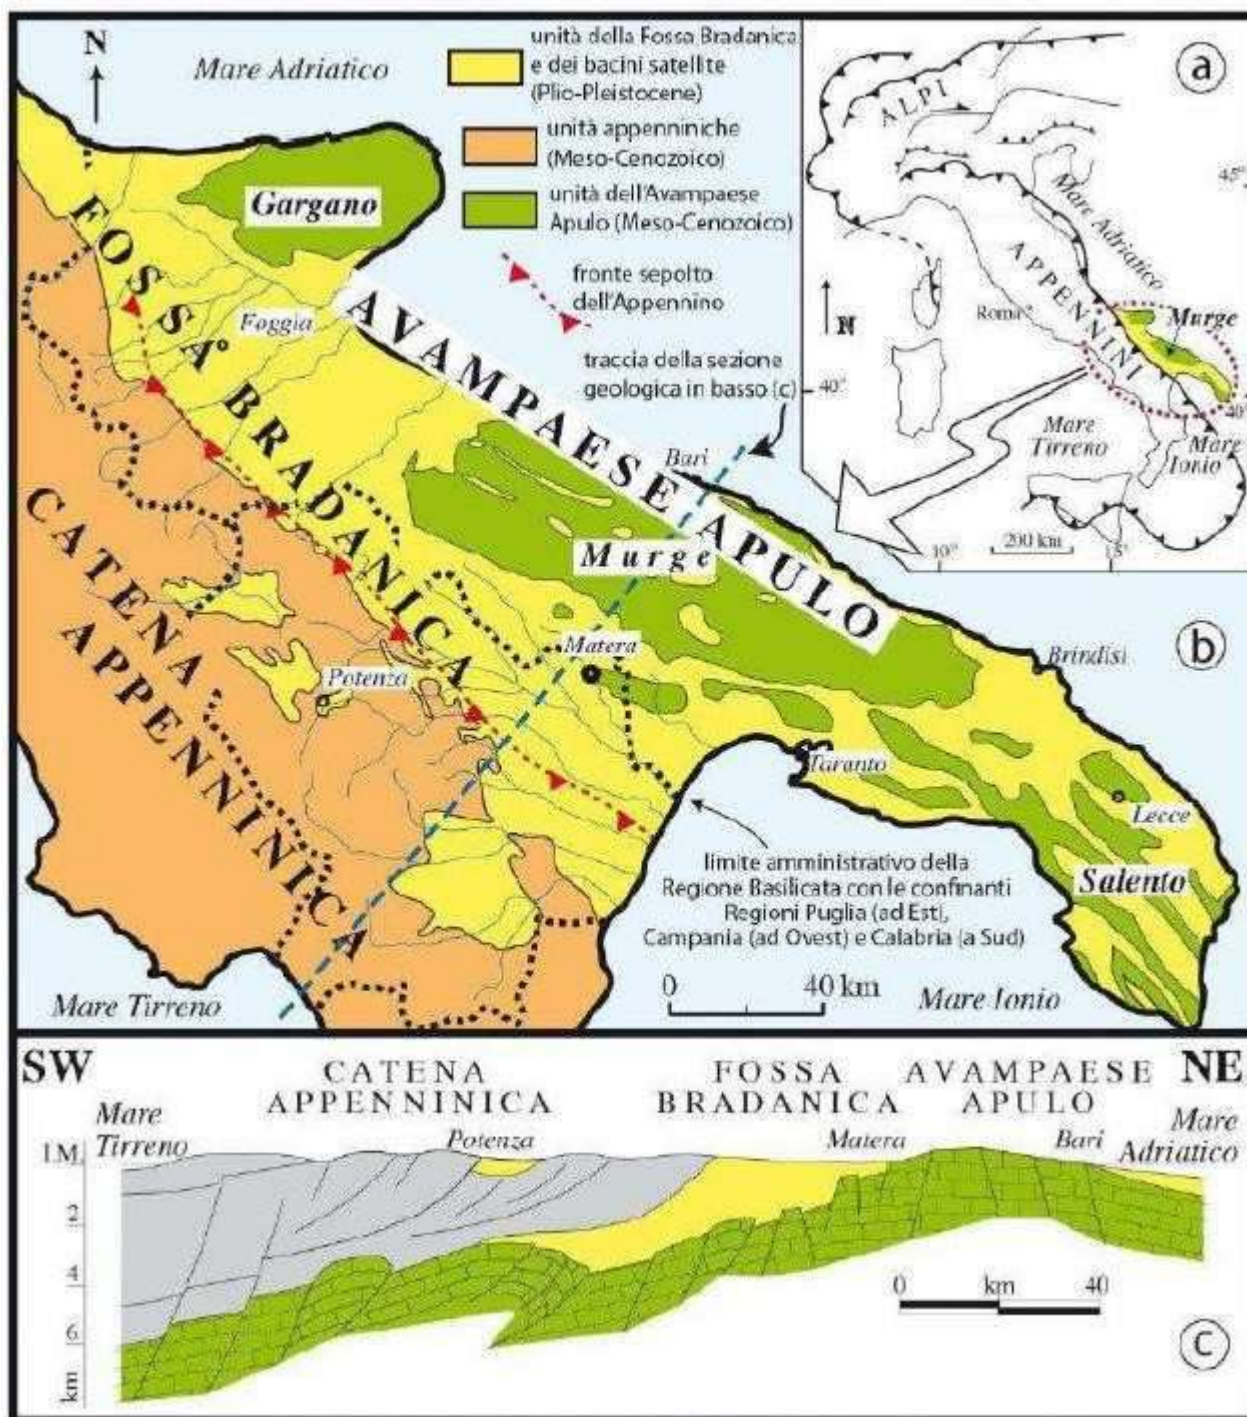 N
Mare Adriatico
unità della Fossa Bradanica
e dei bacini satellite
(Plio-Pleistocene)
unità appenniniche
(Meso-Cenozoico)
unità dell'Avampaese
Apulo (Meso-Cenozoico)
fronte sepolto
dell'Appennino
traccia della sezione
geologica in basso (c)
a
ALPI
45°
Mare Adriatico
APPENNINI
Roma
Murge
N
40°
40°
Mare
Tirreno
Mare
Ionio
10°
200 km
15°
Gargano
FOSSA BRADANICA
Foggia
AVAMPAESE APULO
Bari
Murge
CATENA
APPENNINICA
Matera
Potenza
b
Brindisi
Taranto
Lecce
Salento
limite amministrativo della
Regione Basilicata con le confinanti
Regioni Puglia (ad Est),
Campania (ad Ovest) e Calabria (a Sud)
0 40 km
Mare Tirreno
Mare Ionio
SW
CATENA
APPENNINICA
FOSSA
BRADANICA
AVAMPAESE
APULO
NE
Mare
Tirreno
Potenza
Matera
Bari
Mare
Adriatico
l.M.
2
4
6
km
0 km 40
c